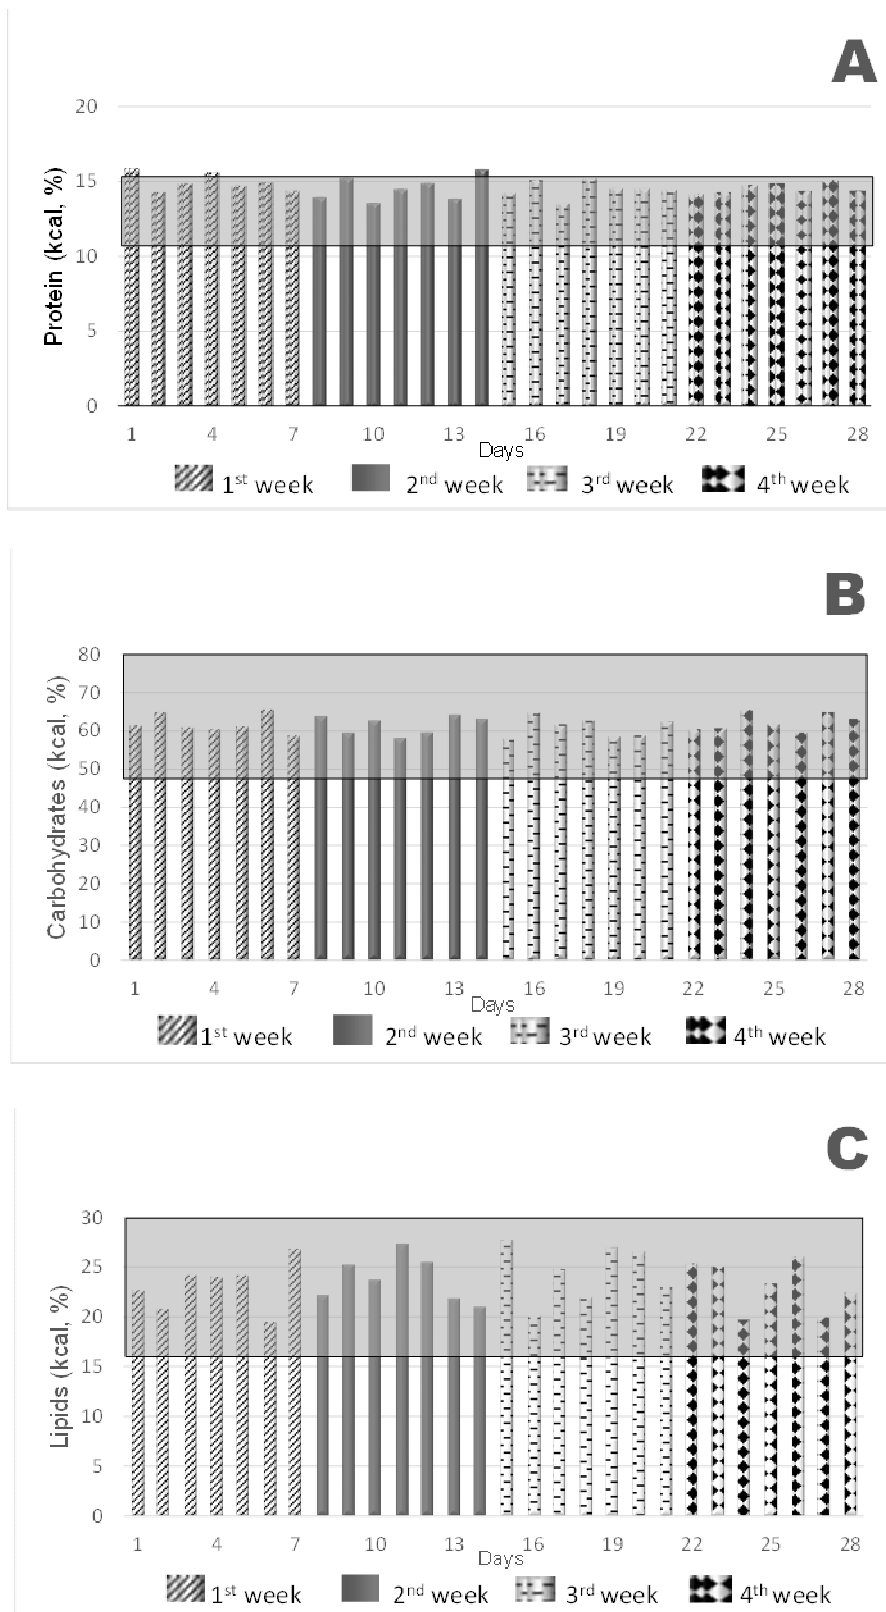 A
20
15
10
5
0
Protein (kcal, %)
1 4 7 10 13 16 19 22 25 28
Days
1st week 2nd week 3rd week 4th week
B
80
70
60
50
40
30
20
10
0
Carbohydrates (kcal, %)
1 4 7 10 13 16 19 22 25 28
Days
1st week 2nd week 3rd week 4th week
C
30
25
20
15
10
5
0
Lipids (kcal, %)
1 4 7 10 13 16 19 22 25 28
Days
1st week 2nd week 3rd week 4th week